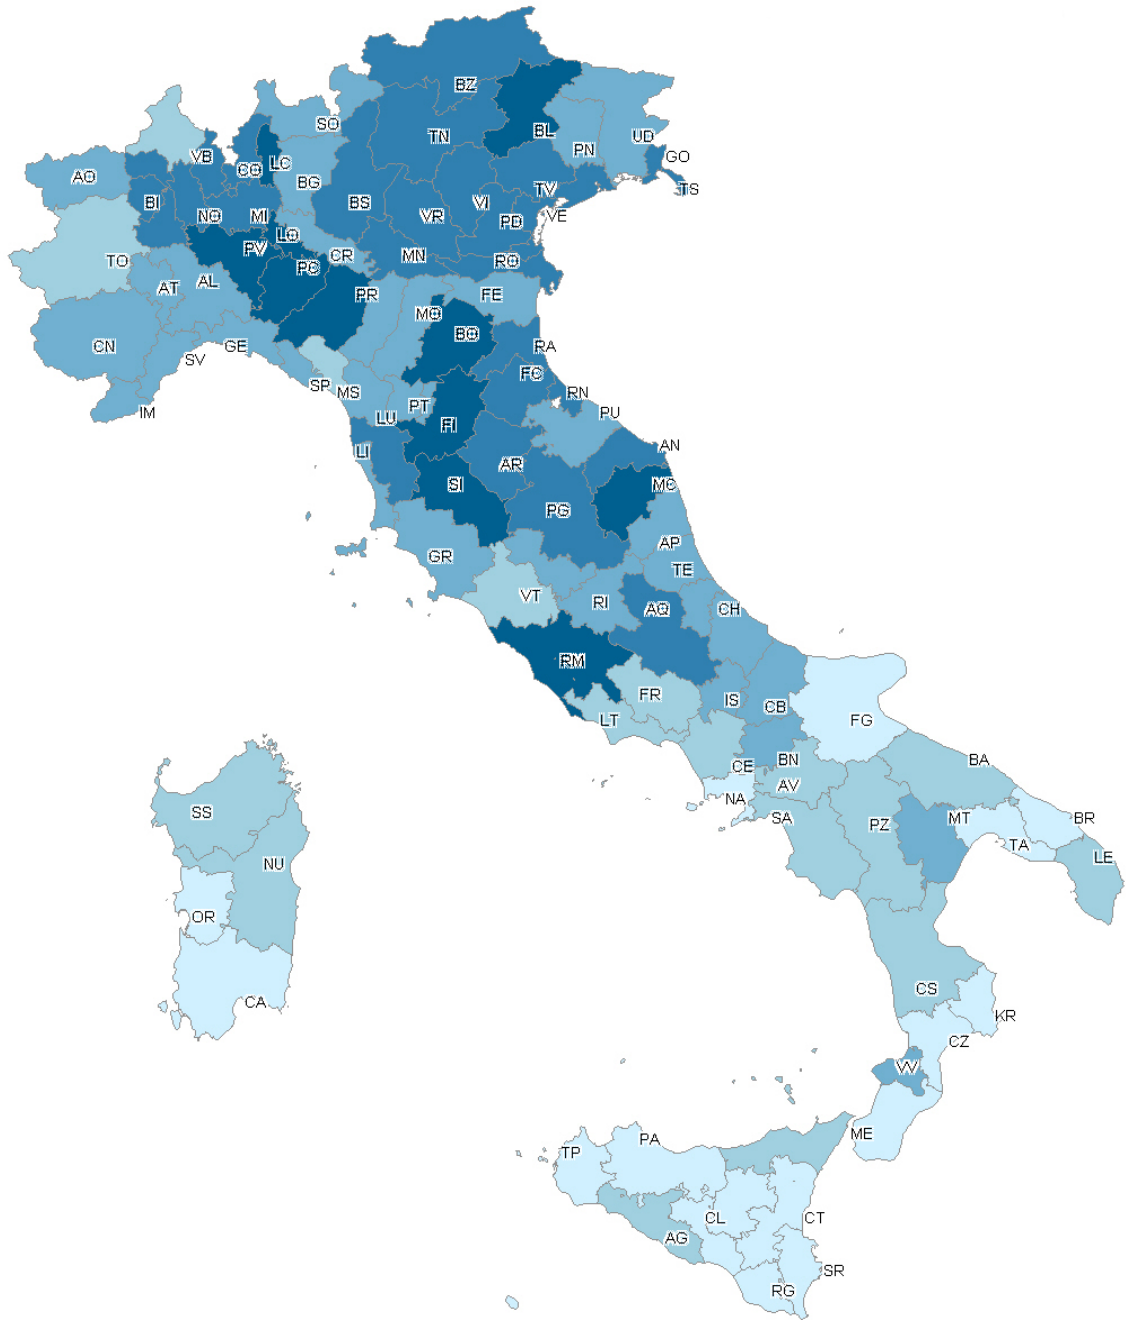 BZ
SO
TN
BL
UD
PN
GO
VB
CO
LC
AO
BG
TS
TV
BI
BS
VI
NO
MI
VR
PD
VE
LO
PV
CR
MN
RO
TO
PC
AT
AL
PR
FE
MO
BO
CN
GE
RA
SV
FC
SP
MS
RN
PT
IM
LU
PU
FI
AN
LI
AR
SI
MC
PG
AP
GR
TE
VT
RI
AQ
CH
RM
FR
IS
CB
LT
FG
BN
BA
CE
AV
NA
SS
SA
PZ
MT
BR
TA
NU
LE
OR
CS
CA
KR
CZ
VV
ME
PA
TP
CL
CT
AG
SR
RG